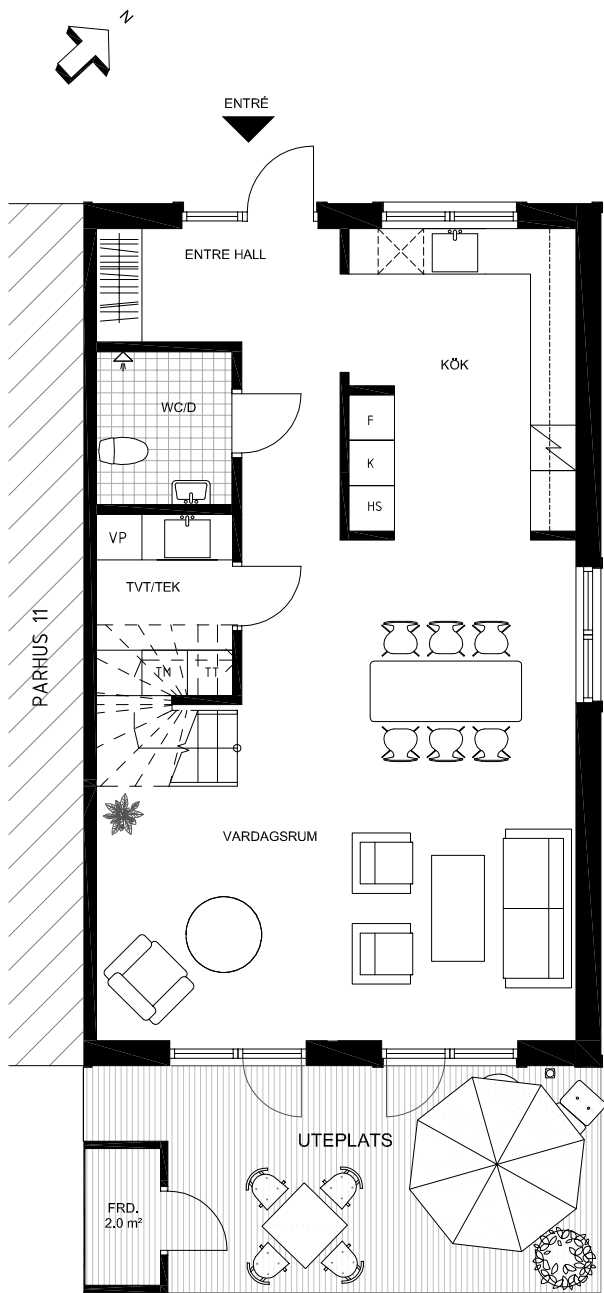 N
ENTRÉ
ENTRE HALL
KÖK
WC/D
F
K
HS
VP
TVT/TEK
TM
TT
PARHUS 11
VARDAGSRUM
UTEPLATS
FRD.
2.0 m²